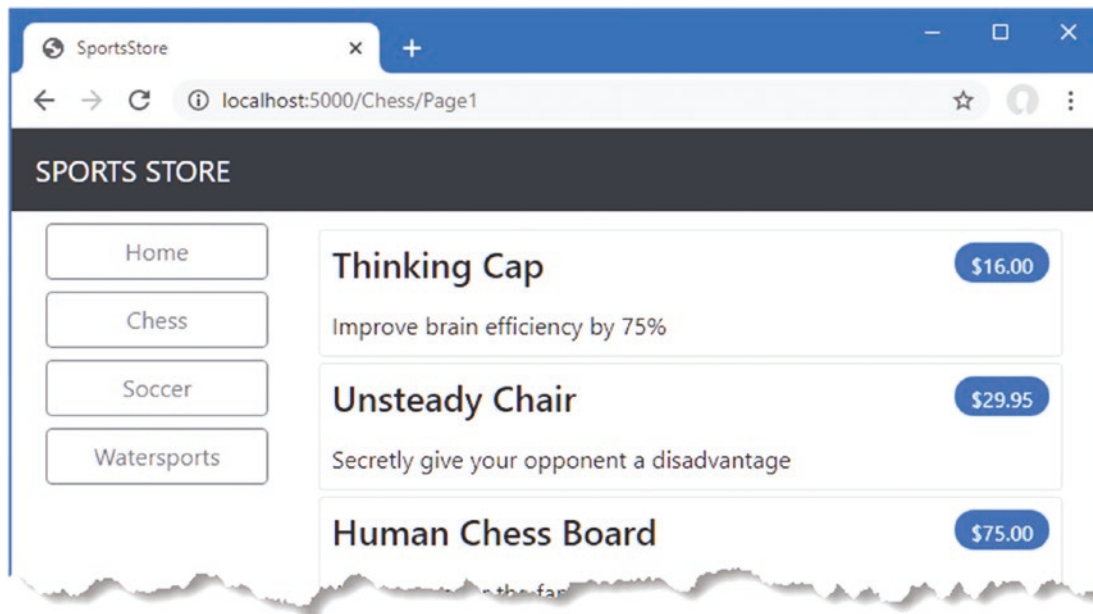 SportsStore
localhost:5000/Chess/Page1
SPORTS STORE
Home
Chess
Soccer
Watersports
Thinking Cap
$16.00
Improve brain efficiency by 75%
Unsteady Chair
$29.95
Secretly give your opponent a disadvantage
Human Chess Board
$75.00
the